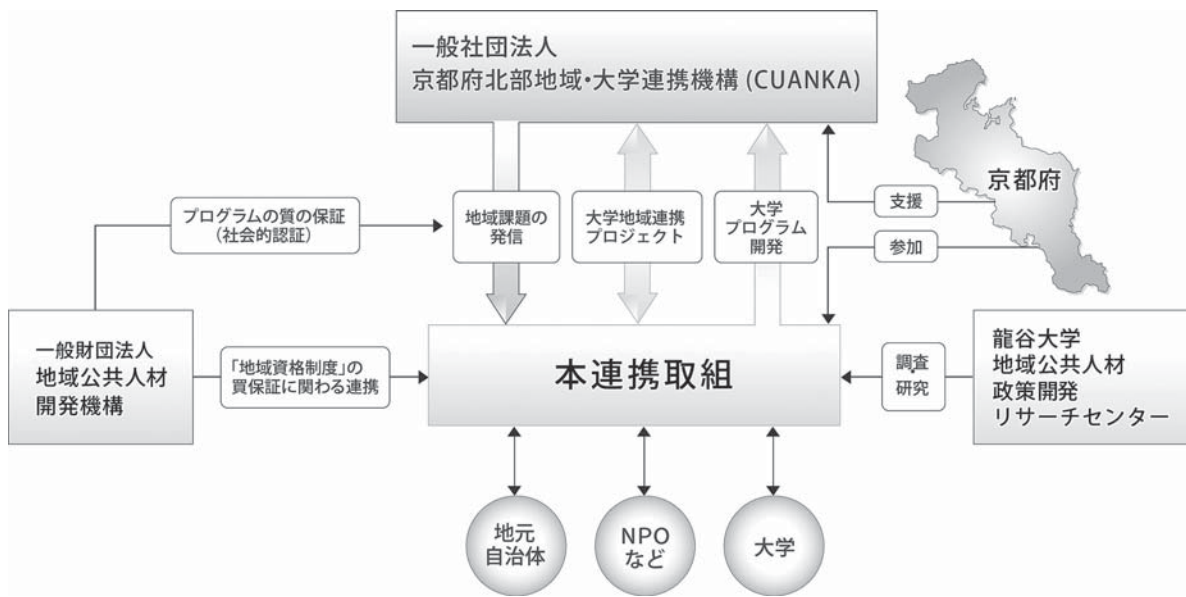 一般社団法人
京都府北部地域・大学連携機構 (CUANKA)
京都府
プログラムの質の保証
(社会的認証)
地域課題の
発信
大学地域連携
プロジェクト
大学
プログラム
開発
支援
参加
一般財団法人
地域公共人材
開発機構
「地域資格制度」の
買保証に関わる連携
本連携取組
調査
・
研究
龍谷大学
地域公共人材
政策開発
リサーチセンター
地元
自治体
NPO
など
大学